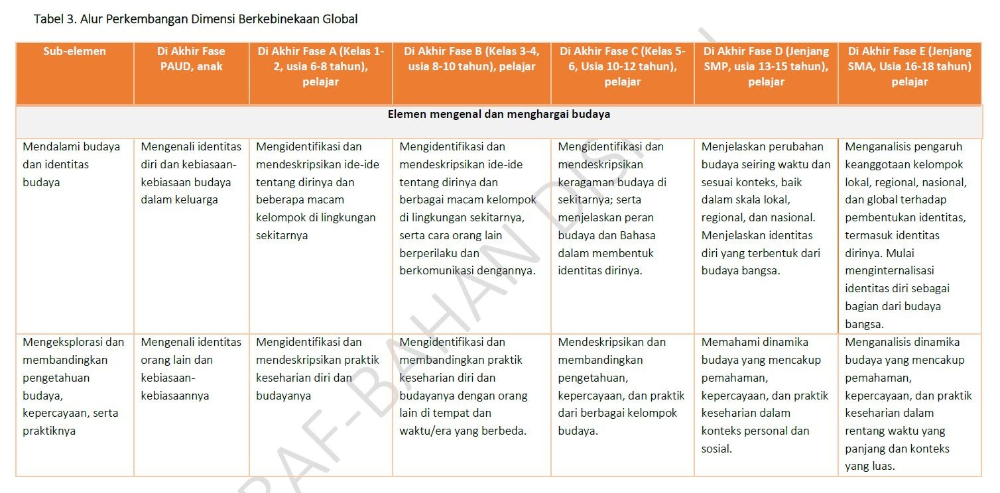 Tabel 3. Alur Perkembangan Dimensi Berkebinekaan Global
Sub-elemen
Di Akhir Fase
PAUD, anak
Di Akhir Fase A (Kelas 1-
2, usia 6-8 tahun),
pelajar
Di Akhir Fase B (Kelas 3-4,
usia 8-10 tahun), pelajar
Di Akhir Fase C (Kelas 5-
6, Usia 10-12 tahun),
pelajar
Di Akhir Fase D (Jenjang
SMP, usia 13-15 tahun),
pelajar
Di Akhir Fase E (Jenjang
SMA, Usia 16-18 tahun)
pelajar
Elemen mengenal dan menghargai budaya
Mendalami budaya
dan identitas
budaya
Mengenali identitas
diri dan kebiasaan-
kebiasaan budaya
dalam keluarga
Mengidentifikasi dan
mendeskripsikan ide-ide
tentang dirinya dan
beberapa macam
kelompok di lingkungan
sekitarnya
Mengidentifikasi dan
mendeskripsikan ide-ide
tentang dirinya dan
berbagai macam kelompok
di lingkungan sekitarnya,
serta cara orang lain
berperilaku dan
berkomunikasi dengannya.
Mengidentifikasi dan
mendeskripsikan
keragaman budaya di
sekitarnya; serta
menjelaskan peran
budaya dan Bahasa
dalam membentuk
identitas dirinya.
Menjelaskan perubahan
budaya seiring waktu dan
sesuai konteks, baik
dalam skala lokal,
regional, dan nasional.
Menjelaskan identitas
diri yang terbentuk dari
budaya bangsa.
Menganalisis pengaruh
keanggotaan kelompok
lokal, regional, nasional,
dan global terhadap
pembentukan identitas,
termasuk identitas
dirinya. Mulai
menginternalisasi
identitas diri sebagai
bagian dari budaya
bangsa.
Mengeksplorasi dan
membandingkan
pengetahuan
budaya,
kepercayaan, serta
praktiknya
Mengenali identitas
orang lain dan
kebiasaan-
kebiasaannya
Mengidentifikasi dan
mendeskripsikan praktik
keseharian diri dan
budayanya
Mengidentifikasi dan
membandingkan praktik
keseharian diri dan
budayanya dengan orang
lain di tempat dan
waktu/era yang berbeda.
Mendeskripsikan dan
membandingkan
pengetahuan,
kepercayaan, dan praktik
dari berbagai kelompok
budaya.
Memahami dinamika
budaya yang mencakup
pemahaman,
kepercayaan, dan praktik
keseharian dalam
konteks personal dan
sosial.
Menganalisis dinamika
budaya yang mencakup
pemahaman,
kepercayaan, dan praktik
keseharian dalam
rentang waktu yang
panjang dan konteks
yang luas.
RAF-BAHAN DIS